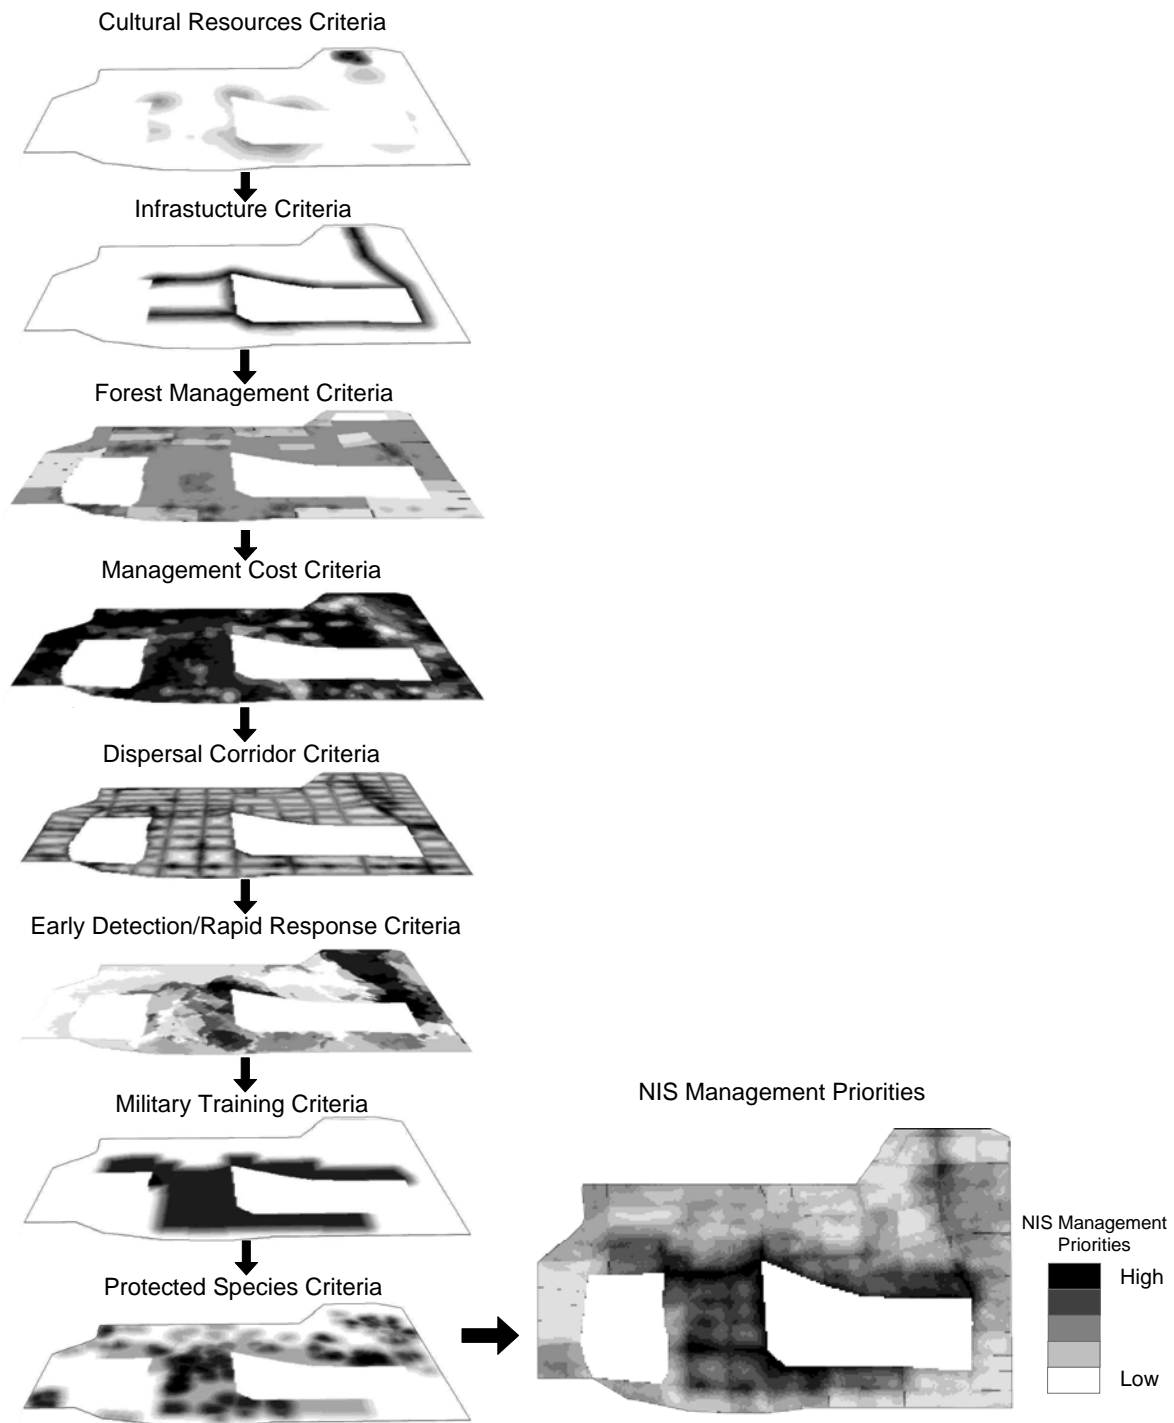 Cultural Resources Criteria
Infrastucture Criteria
Forest Management Criteria
Management Cost Criteria
Dispersal Corridor Criteria
Early Detection/Rapid Response Criteria
Military Training Criteria
Protected Species Criteria
NIS Management Priorities
NIS Management
Priorities
High
Low